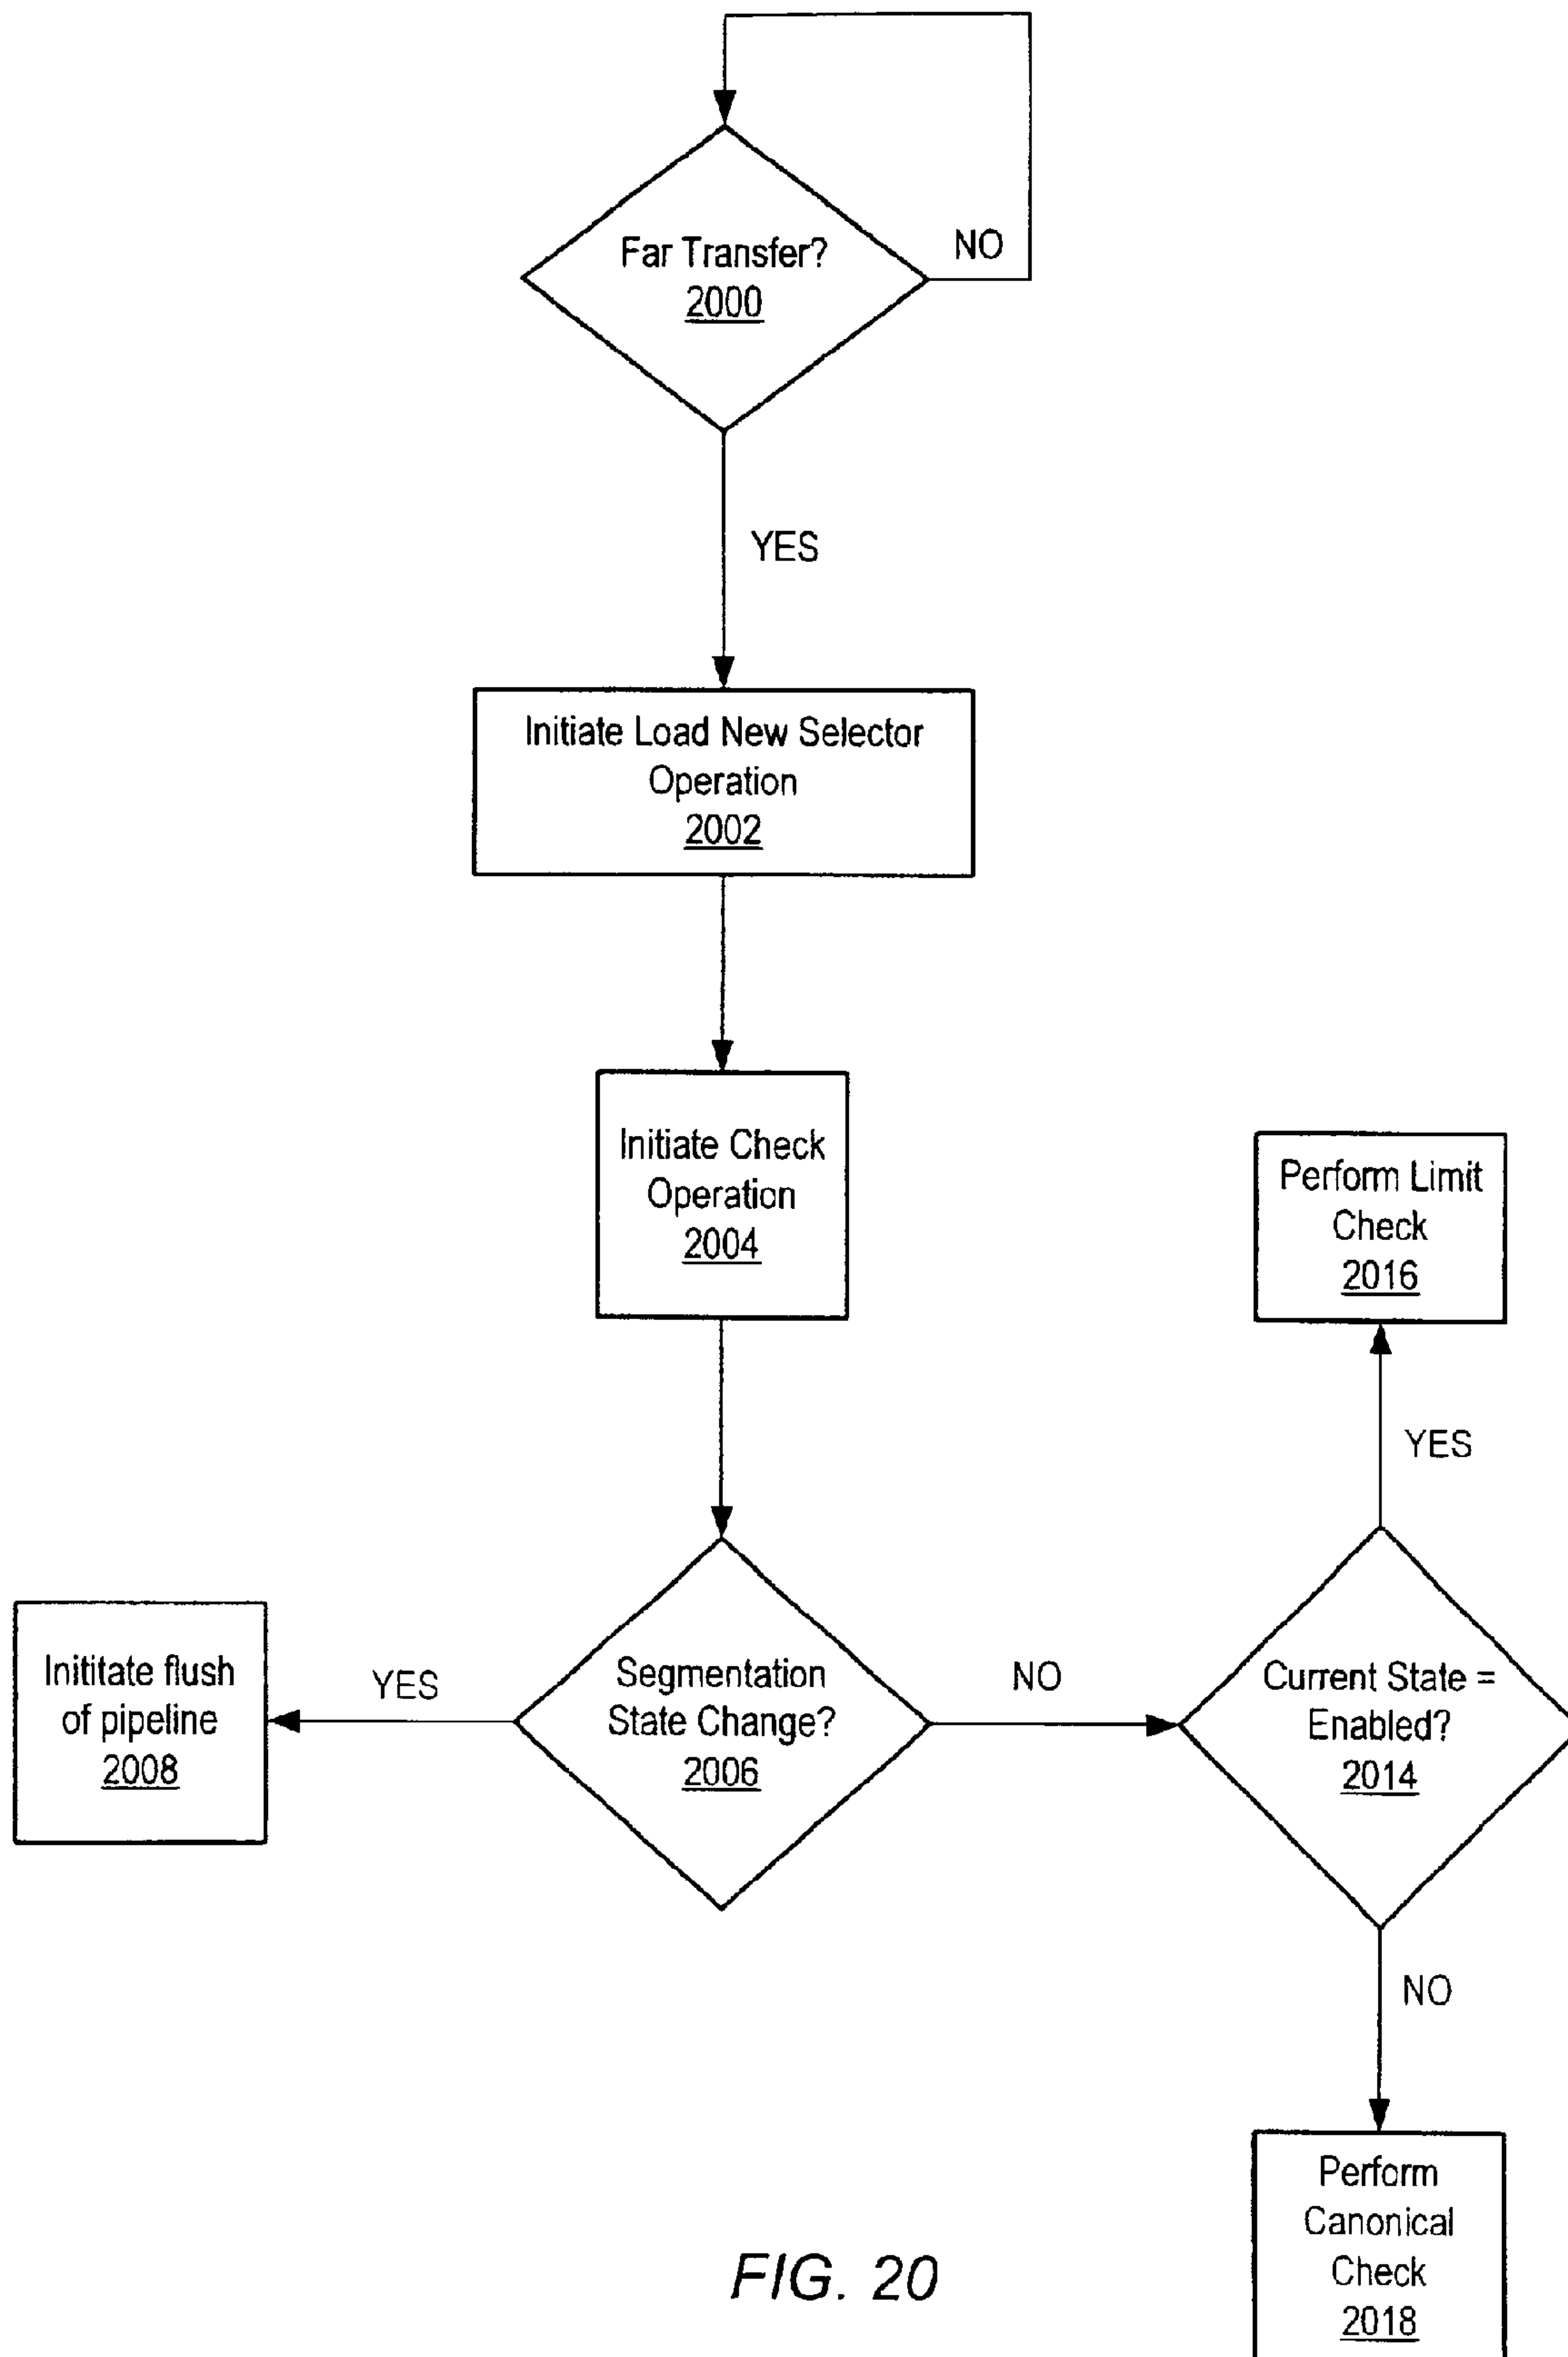 Far Transfer?
2000
NO
YES
Initiate Load New Selector
Operation
2002
Initiate Check
Operation
2004
Perform Limit
Check
2016
YES
Inititate flush
of pipeline
2008
YES
Segmentation
State Change?
2006
NO
Current State =
Enabled?
2014
NO
Perform
Canonical
Check
2018
FIG. 20